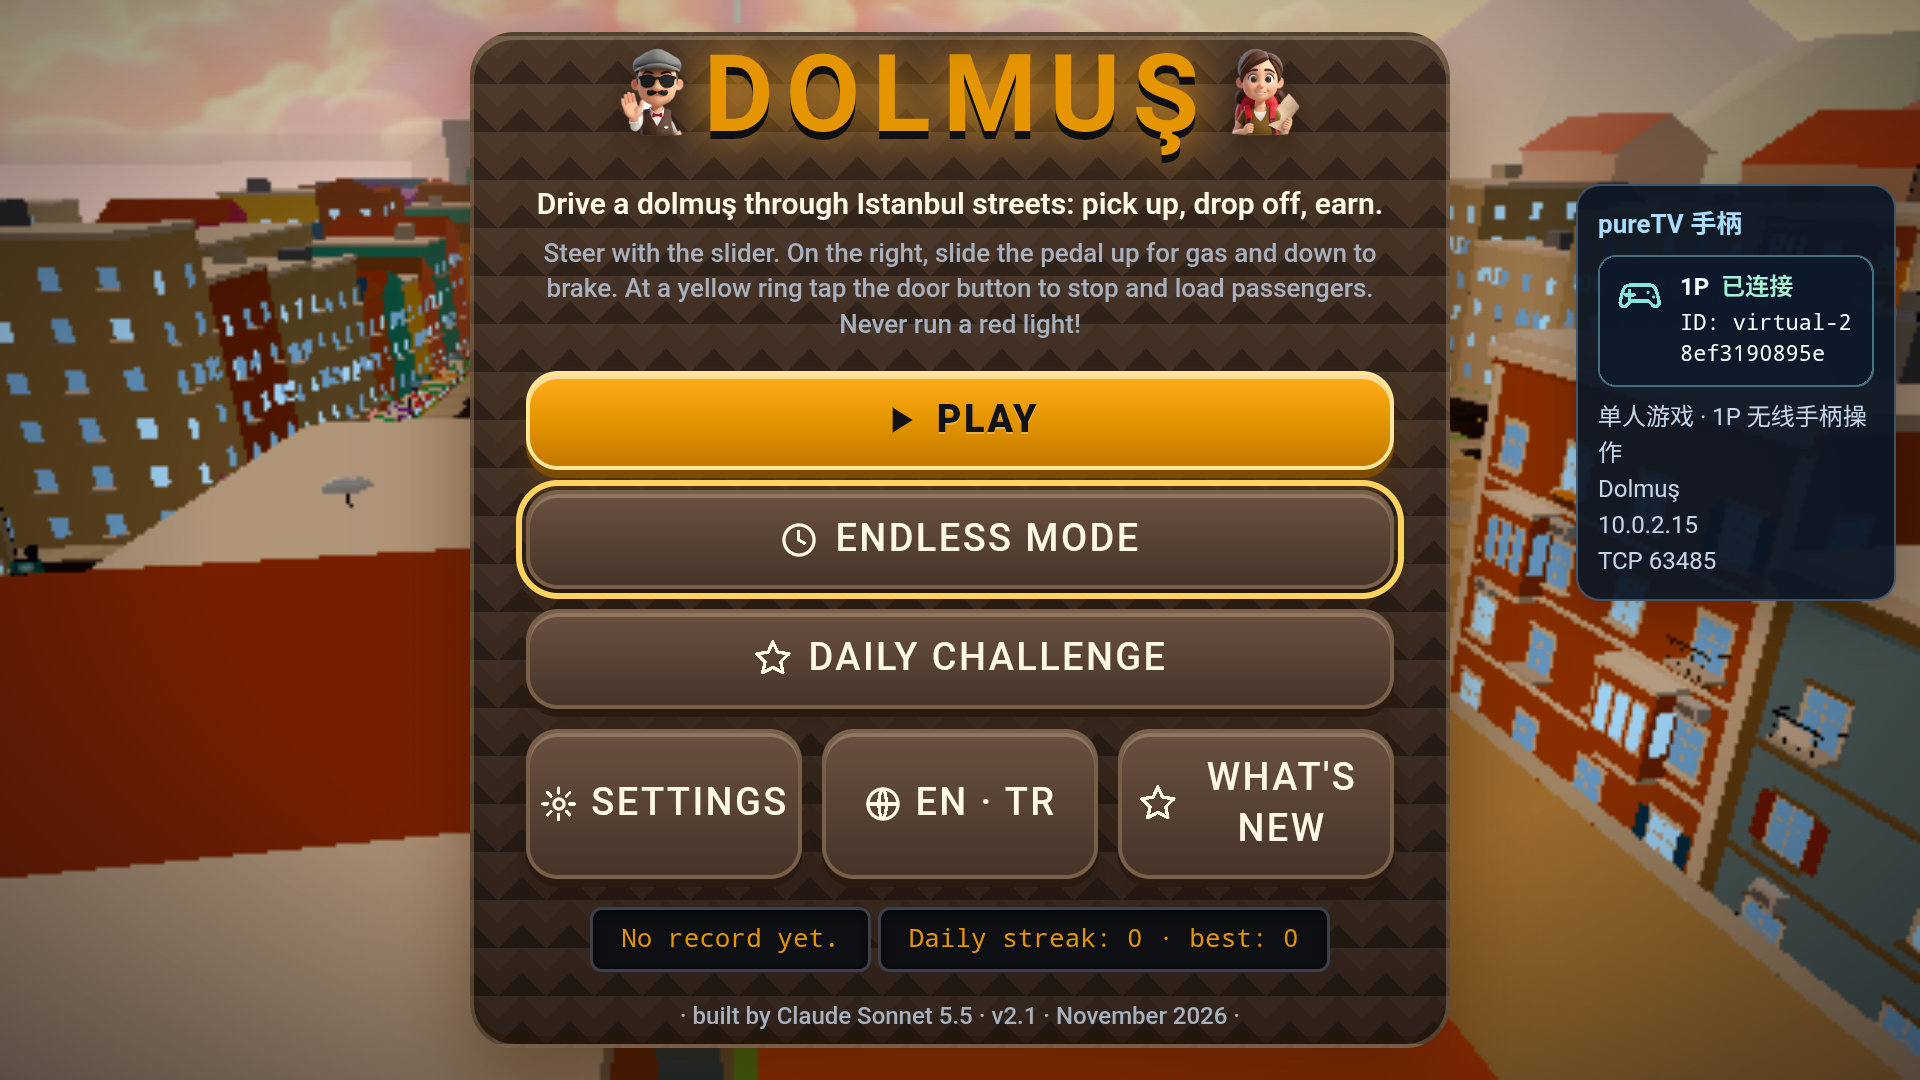 DOLMUŞ
Drive a dolmuş through Istanbul streets: pick up, drop off, earn.
Steer with the slider. On the right, slide the pedal up for gas and down to
brake. At a yellow ring tap the door button to stop and load passengers.
Never run a red light!
PLAY
ENDLESS MODE
DAILY CHALLENGE
SETTINGS
EN · TR
WHAT'S
NEW
No record yet.
Daily streak: 0 · best: 0
· built by Claude Sonnet 5.5 · v2.1 · November 2026 ·
pureTV 手柄
1P 已连接
ID: virtual-2
8ef3190895e
单人游戏 · 1P 无线手柄操
作
Dolmuş
10.0.2.15
TCP 63485